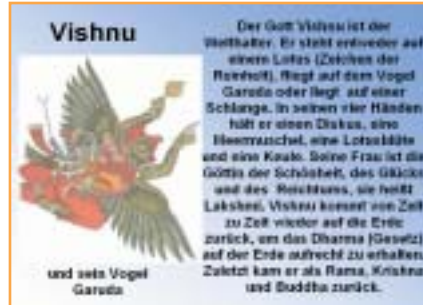 Vishnu
Der Gott Vishnu ist der
Welthalter. Er steht entweder auf
einem Lotus (Zeichen der
Reinheit), fliegt auf dem Vogel
Garuda oder liegt auf einer
Schlange. In seinen vier Händen
hält er einen Diskus, eine
Meermuschel, eine Lotusblüte
und eine Keule. Seine Frau ist die
Göttin der Schönheit, des Glücks
und des Reichtums, sie heißt
Lakshmi. Vishnu kommt von Zeit
zu Zeit wieder auf die Erde
zurück, um das Dharma (Gesetz)
auf der Erde aufrecht zu erhalten.
Zuletzt kam er als Rama, Krishna
und Buddha zurück.
und sein Vogel
Garuda